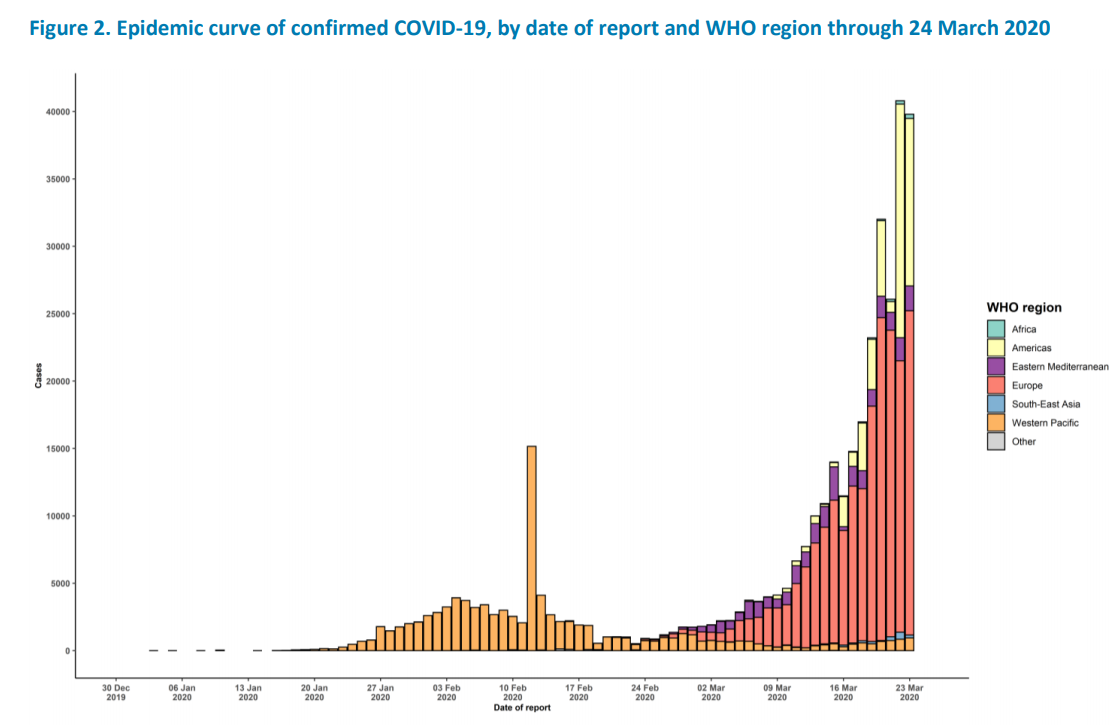 Figure 2. Epidemic curve of confirmed COVID-19, by date of report and WHO region through 24 March 2020
40000
35000
30000
25000
20000
15000
10000
5000
0
Cases
30 Dec 06 Jan 13 Jan 20 Jan 27 Jan 03 Feb 10 Feb 17 Feb 24 Feb 02 Mar 09 Mar 16 Mar 23 Mar
2019 2020 2020 2020 2020 2020 2020 2020 2020 2020 2020 2020 2020
Date of report
WHO region
Africa
Americas
Eastern Mediterranean
Europe
South-East Asia
Western Pacific
Other